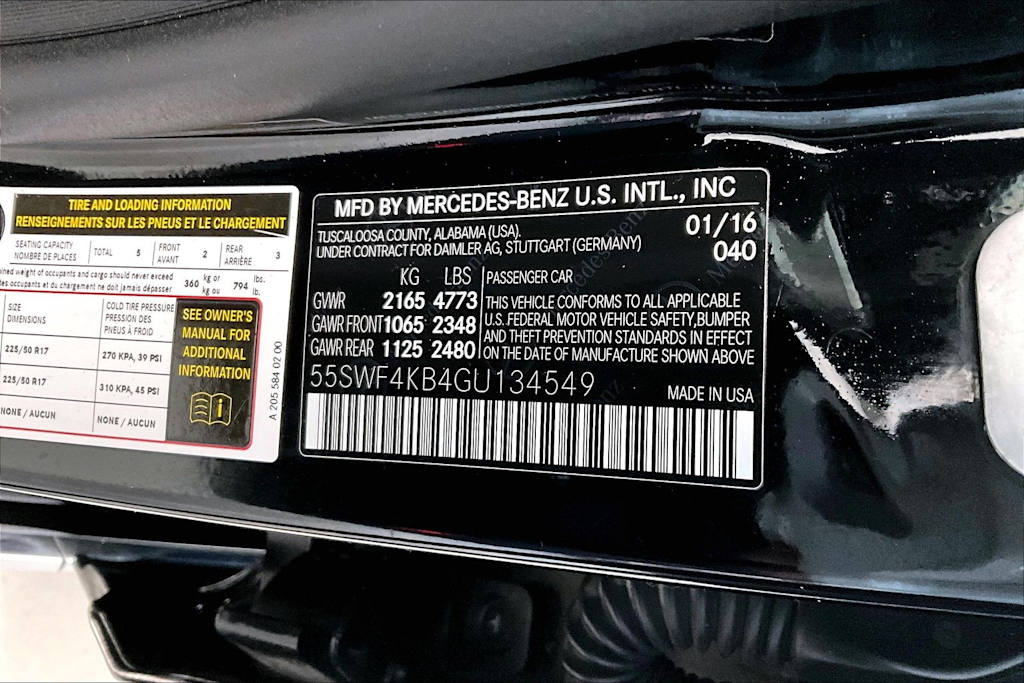 TIRE AND LOADING INFORMATION
RENSEIGNEMENTS SUR LES PNEUS ET LE CHARGEMENT
SEATING CAPACITY
NOMBRE DE PLACES
TOTAL 5
FRONT
AVANT
2
REAR
ARRIÈRE
3
weight of occupants and cargo should never exceed
des occupants et du chargement ne doit jamais dépasser
360 kg or
kg ou
794 lbs.
lb.
SIZE
DIMENSIONS
COLD TIRE PRESSURE
PRESSION DES
PNEUS À FROID
225/50 R17
270 KPA, 39 PSI
225/50 R17
310 KPA, 45 PSI
NONE / AUCUN
NONE / AUCUN
SEE OWNER'S
MANUAL FOR
ADDITIONAL
INFORMATION
A 205 584 02 00
MFD BY MERCEDES-BENZ U.S. INTL., INC
TUSCALOOSA COUNTY, ALABAMA (USA).
UNDER CONTRACT FOR DAIMLER AG, STUTTGART (GERMANY)
01/16
040
KG LBS
GWR 2165 4773
GAWR FRONT 1065 2348
GAWR REAR 1125 2480
PASSENGER CAR
THIS VEHICLE CONFORMS TO ALL APPLICABLE
U.S. FEDERAL MOTOR VEHICLE SAFETY,BUMPER
AND THEFT PREVENTION STANDARDS IN EFFECT
ON THE DATE OF MANUFACTURE SHOWN ABOVE
55SWF4KB4GU134549
MADE IN USA